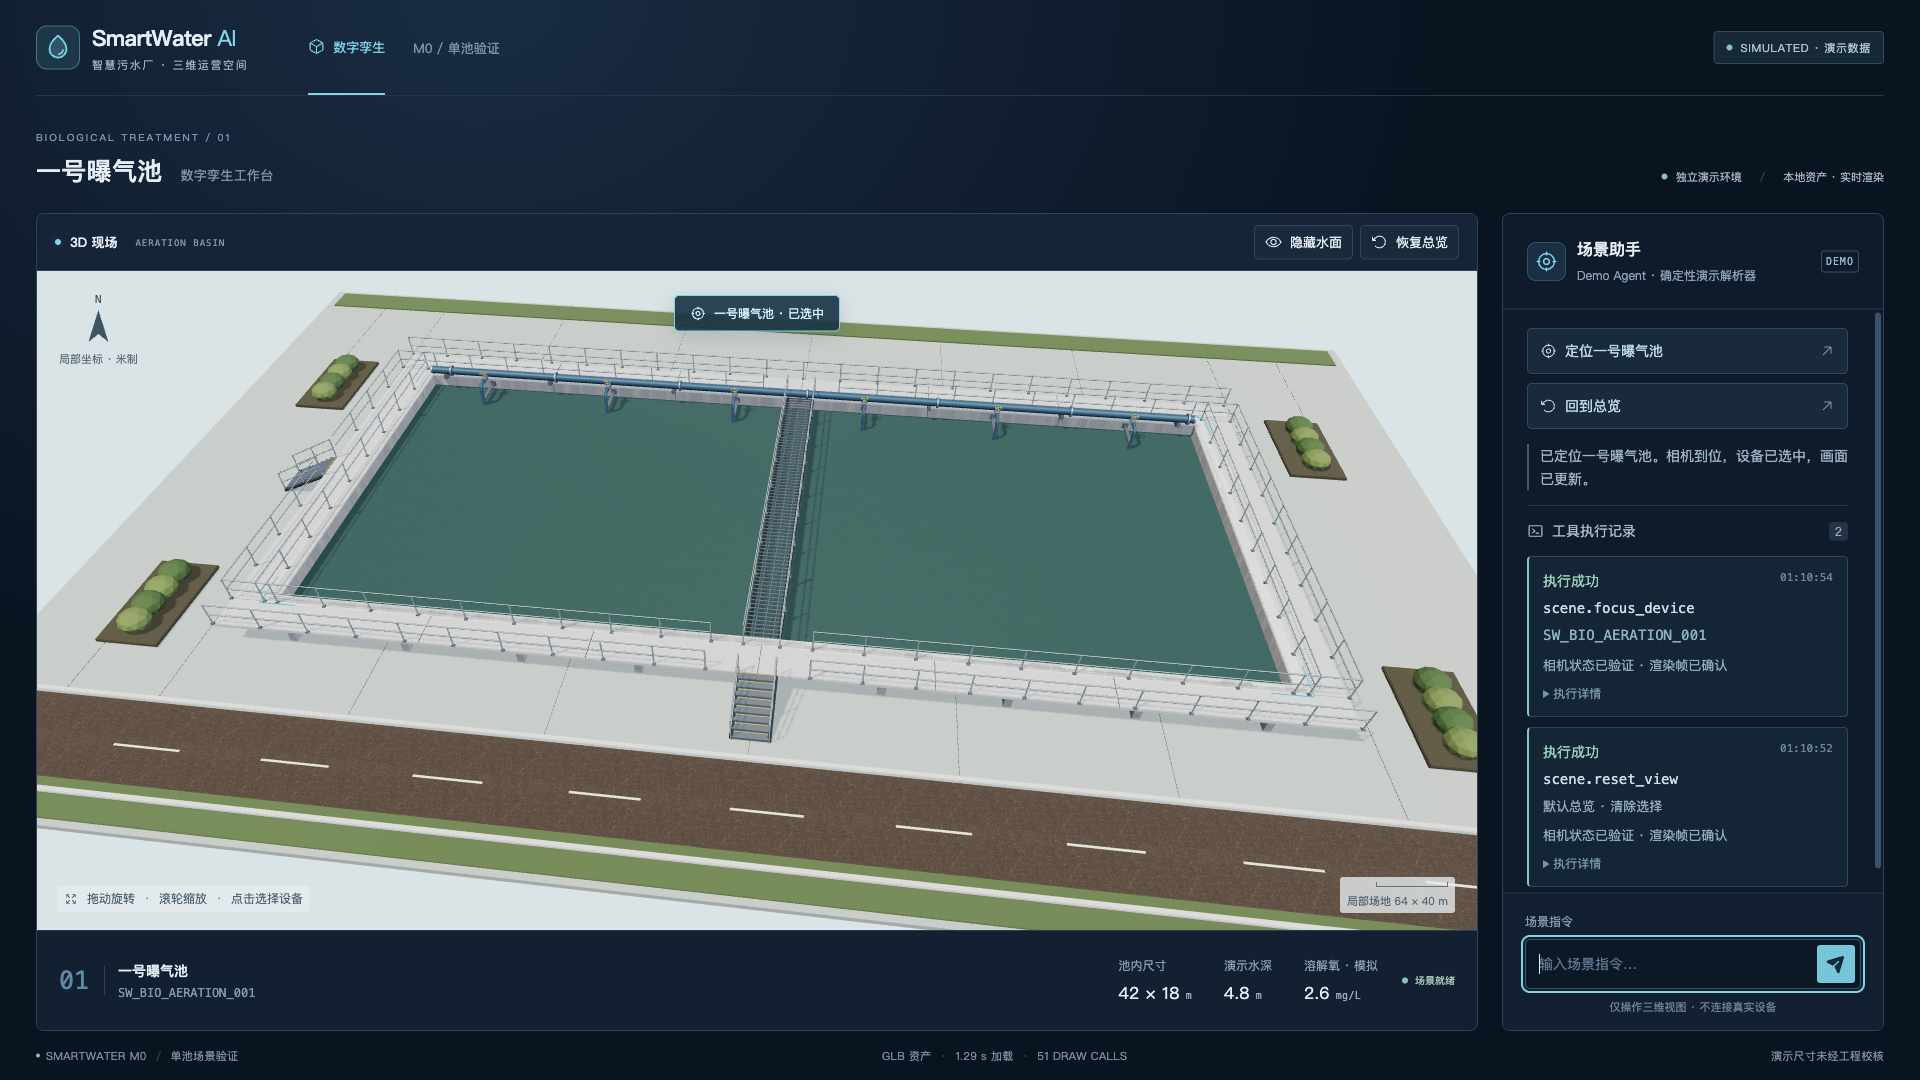 SmartWater AI
智慧污水厂 · 三维运营空间
数字孪生
M0 / 单池验证
SIMULATED · 演示数据
BIOLOGICAL TREATMENT / 01
一号曝气池
数字孪生工作台
独立演示环境 / 本地资产 · 实时渲染
3D 现场
AERATION BASIN
隐藏水面
恢复总览
N
局部坐标 · 米制
一号曝气池 · 已选中
拖动旋转 · 滚轮缩放 · 点击选择设备
局部场地 64 × 40 m
01
一号曝气池
SW_BIO_AERATION_001
池内尺寸
42 × 18 m
演示水深
4.8 m
溶解氧 · 模拟
2.6 mg/L
场景就绪
场景助手
Demo Agent · 确定性演示解析器
DEMO
定位一号曝气池
回到总览
已定位一号曝气池。相机到位，设备已选中，画面
已更新。
工具执行记录
2
执行成功
01:10:54
scene.focus_device
SW_BIO_AERATION_001
相机状态已验证 · 渲染帧已确认
执行详情
执行成功
01:10:52
scene.reset_view
默认总览 · 清除选择
相机状态已验证 · 渲染帧已确认
执行详情
场景指令
输入场景指令...
仅操作三维视图 · 不连接真实设备
SMARTWATER M0 / 单池场景验证
GLB 资产 · 1.29 s 加载 · 51 DRAW CALLS
演示尺寸未经工程校核